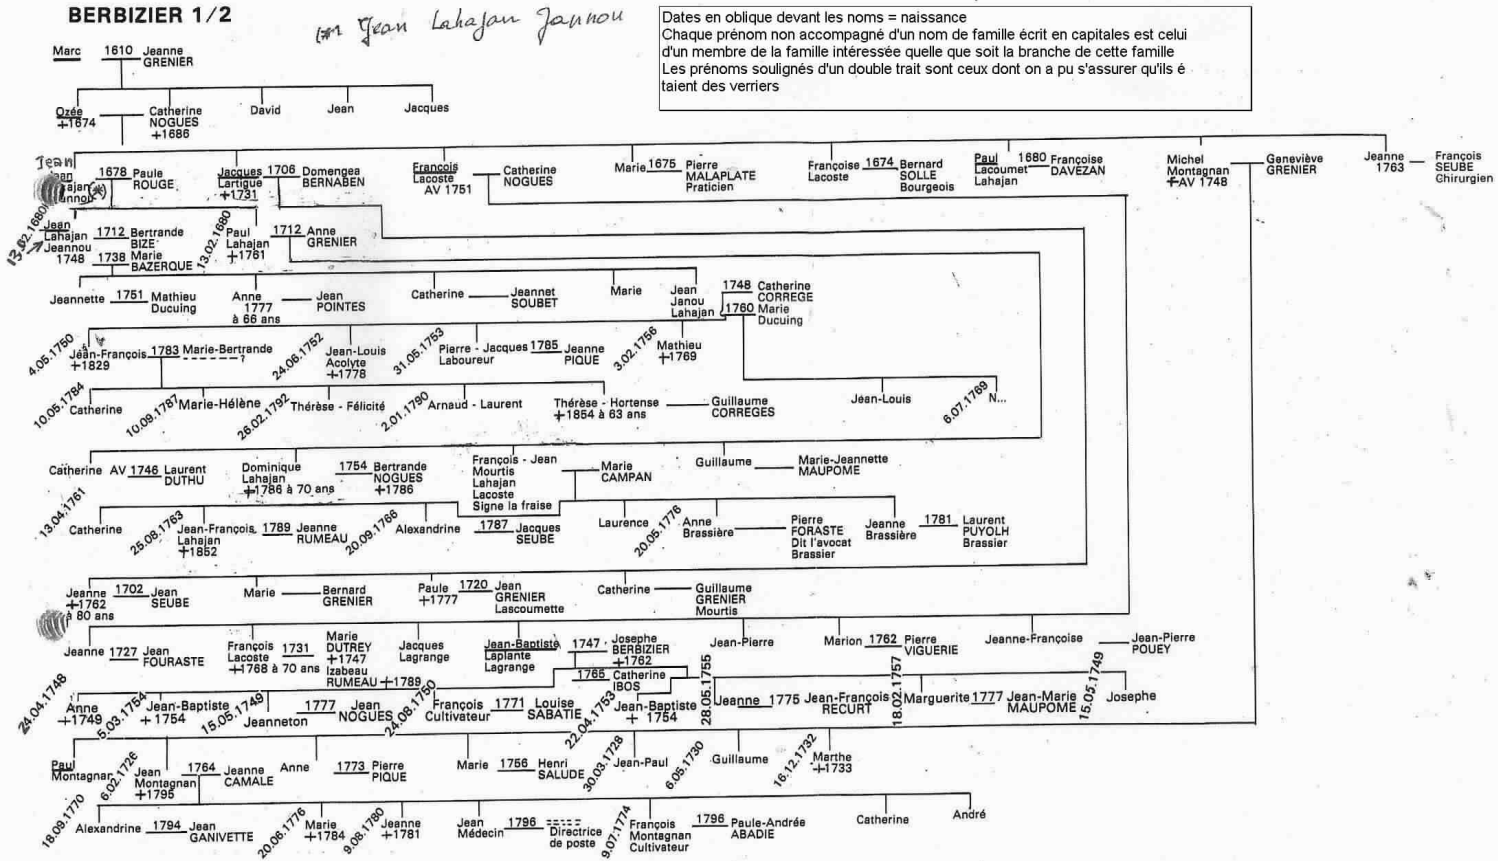 BERBIZIER 1/2
Jean Lahajan Jannou
Dates en oblique devant les noms = naissance
Chaque prénom non accompagné d'un nom de famille écrit en capitales est celui
d'un membre de la famille intéressée quelle que soit la branche de cette famille
Les prénoms soulignés d'un double trait sont ceux dont on a pu s'assurer qu'ils é
taient des verriers
Marc 1610 Jeanne
GRENIER
Ozée Catherine David Jean Jacques
+1674 NOGUES
+1686
Jean
1678 Paule Jacques 1706 Domengea François Catherine Marie 1675 Pierre Françoise 1674 Bernard Paul 1680 Françoise Michel Geneviève Jeanne François
ROUGE Lartigue BERNABEN Lacoste NOGUES MALAPLATE Lacoste SOLLE Lacoumet DAVEZAN Montagnan GRENIER 1763 SEUBE
+1731 AV 1751 Praticien Bourgeois Lahajan +AV 1748 Chirurgien
13.02.1680 Jean 13.02.1680 Paul 1712 Anne
Lahajan 1712 Bertrande Lahajan GRENIER
Jeannou BIZE +1761
1748 1738 Marie
BAZERQUE
Jeannette 1751 Mathieu Anne Jean Catherine Jeannet Marie Jean 1748 Catherine
Ducuing 1777 POINTES SOUBET Janou CORREGE
à 66 ans Lahajan 1760 Marie
Ducuing
4.05.1750 Jean-François 1783 Marie-Bertrande 24.06.1752 Jean-Louis 31.05.1753 Pierre - Jacques 1785 Jeanne 3.02.1756 Mathieu
+1829 ? Acolyte Laboureur PIQUE +1769
+1778
10.05.1784 Catherine 10.09.1787 Marie-Hélène 26.02.1792 Thérèse - Félicité 2.01.1790 Arnaud - Laurent Thérèse - Hortense Guillaume Jean-Louis 6.07.1769 N...
+1854 à 63 ans CORREGES
Catherine AV 1746 Laurent Dominique 1754 Bertrande François - Jean Marie Guillaume Marie-Jeannette
DUTHU Lahajan NOGUES Mourtis CAMPAN MAUPOME
+1786 à 70 ans +1786 Lahajan
Lacoste
Signe la fraise
13.04.1761 Catherine 25.08.1763 Jean-François 1789 Jeanne 20.09.1766 Alexandrine 1787 Jacques Laurence 20.05.1776 Anne Pierre Jeanne 1781 Laurent
Lahajan RUMEAU SEUBE Brassière FORASTE Brassière PUYOLH
+1852 Dit l'avocat Brassier
Brassier
Jeanne 1702 Jean Marie Bernard Paule 1720 Jean Catherine Guillaume
+1762 SEUBE GRENIER +1777 GRENIER GRENIER
à 80 ans Lascoumette Mourtis
Jeanne 1727 Jean François 1731 Marie Jacques Jean-Baptiste 1747 Josephe Jean-Pierre Marion 1762 Pierre Jeanne-Françoise Jean-Pierre
FOURASTE Lacoste DUTREY Lagrange Laplante BERBIZIER VIGUERIE POUEY
+1768 à 70 ans +1747 Lagrange +1762
Izabeau 1765 Catherine
RUMEAU +1789 IBOS
24.04.1748 Anne 5.03.1754 Jean-Baptiste 15.05.1749 Jeanneton 1777 Jean 24.08.1750 François 1771 Louise 22.04.1753 Jean-Baptiste 28.05.1755 Jeanne 1775 Jean-François 18.02.1757 Marguerite 1777 Jean-Marie 15.05.1749 Josephe
+1749 +1754 NOGUES Cultivateur SABATIE +1754 RECURT MAUPOME
Paul 6.02.1726 Jean 1764 Jeanne Anne 1773 Pierre Marie 1756 Henri 30.03.1728 Jean-Paul 6.05.1730 Guillaume 16.12.1732 Marthe
Montagnan Montagnan CAMALE PIQUE SALUDE +1733
+1795
18.09.1770 Alexandrine 1794 Jean 20.06.1776 Marie 9.08.1780 Jeanne Jean 1796 Directrice 9.07.1774 François 1796 Paule-Andrée Catherine André
GANIVETTE +1784 +1781 Médecin de poste Montagnan ABADIE
Cultivateur